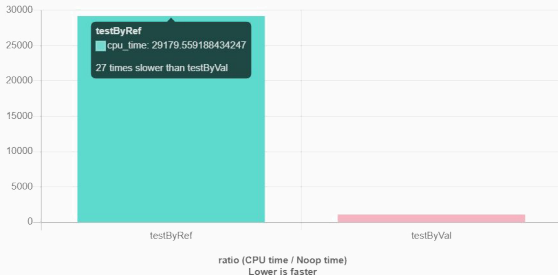 30000
25000
20000
15000
10000
5000
0
testByRef
cpu_time: 29179.559188434247
27 times slower than testByVal
testByRef
testByVal
ratio (CPU time / Noop time)
Lower is faster